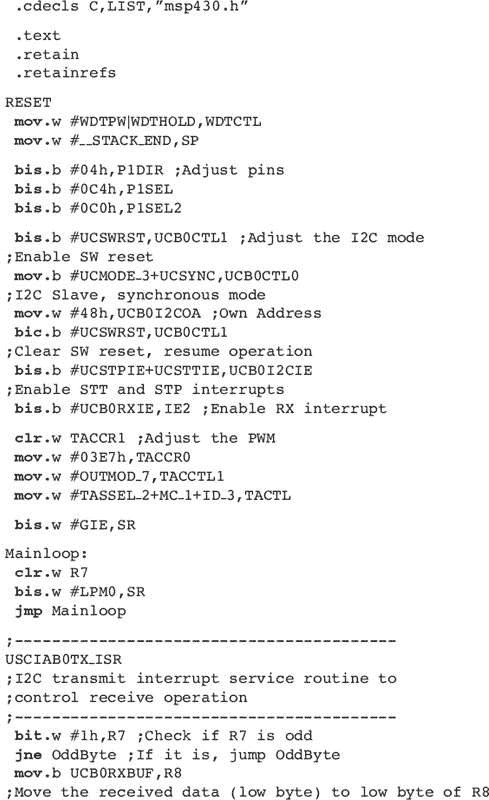 .cdecls C,LIST,"msp430.h"
.text
.retain
.retainrefs
RESET
mov.w #WDTPW|WDTHOLD,WDTCTL
mov.w #__STACK_END,SP
bis.b #04h,P1DIR ;Adjust pins
bis.b #0C4h,P1SEL
bis.b #0C0h,P1SEL2
bis.b #UCSWRST,UCB0CTL1 ;Adjust the I2C mode
;Enable SW reset
mov.b #UCMODE_3+UCSYNC,UCB0CTL0
;I2C Slave, synchronous mode
mov.w #48h,UCB0I2COA ;Own Address
bic.b #UCSWRST,UCB0CTL1
;Clear SW reset, resume operation
bis.b #UCSTPIE+UCSTTIE,UCB0I2CIE
;Enable STT and STP interrupts
bis.b #UCB0RXIE,IE2 ;Enable RX interrupt
clr.w TACCR1 ;Adjust the PWM
mov.w #03E7h,TACCR0
mov.w #OUTMOD_7,TACCTL1
mov.w #TASSEL_2+MC_1+ID_3,TACTL
bis.w #GIE,SR
Mainloop:
clr.w R7
bis.w #LPM0,SR
jmp Mainloop
;-----------------------------------------
USCIAB0TX_ISR
;I2C transmit interrupt service routine to
;control receive operation
;-----------------------------------------
bit.w #1h,R7 ;Check if R7 is odd
jne OddByte ;If it is, jump OddByte
mov.b UCB0RXBUF,R8
;Move the received data (low byte) to low byte of R8